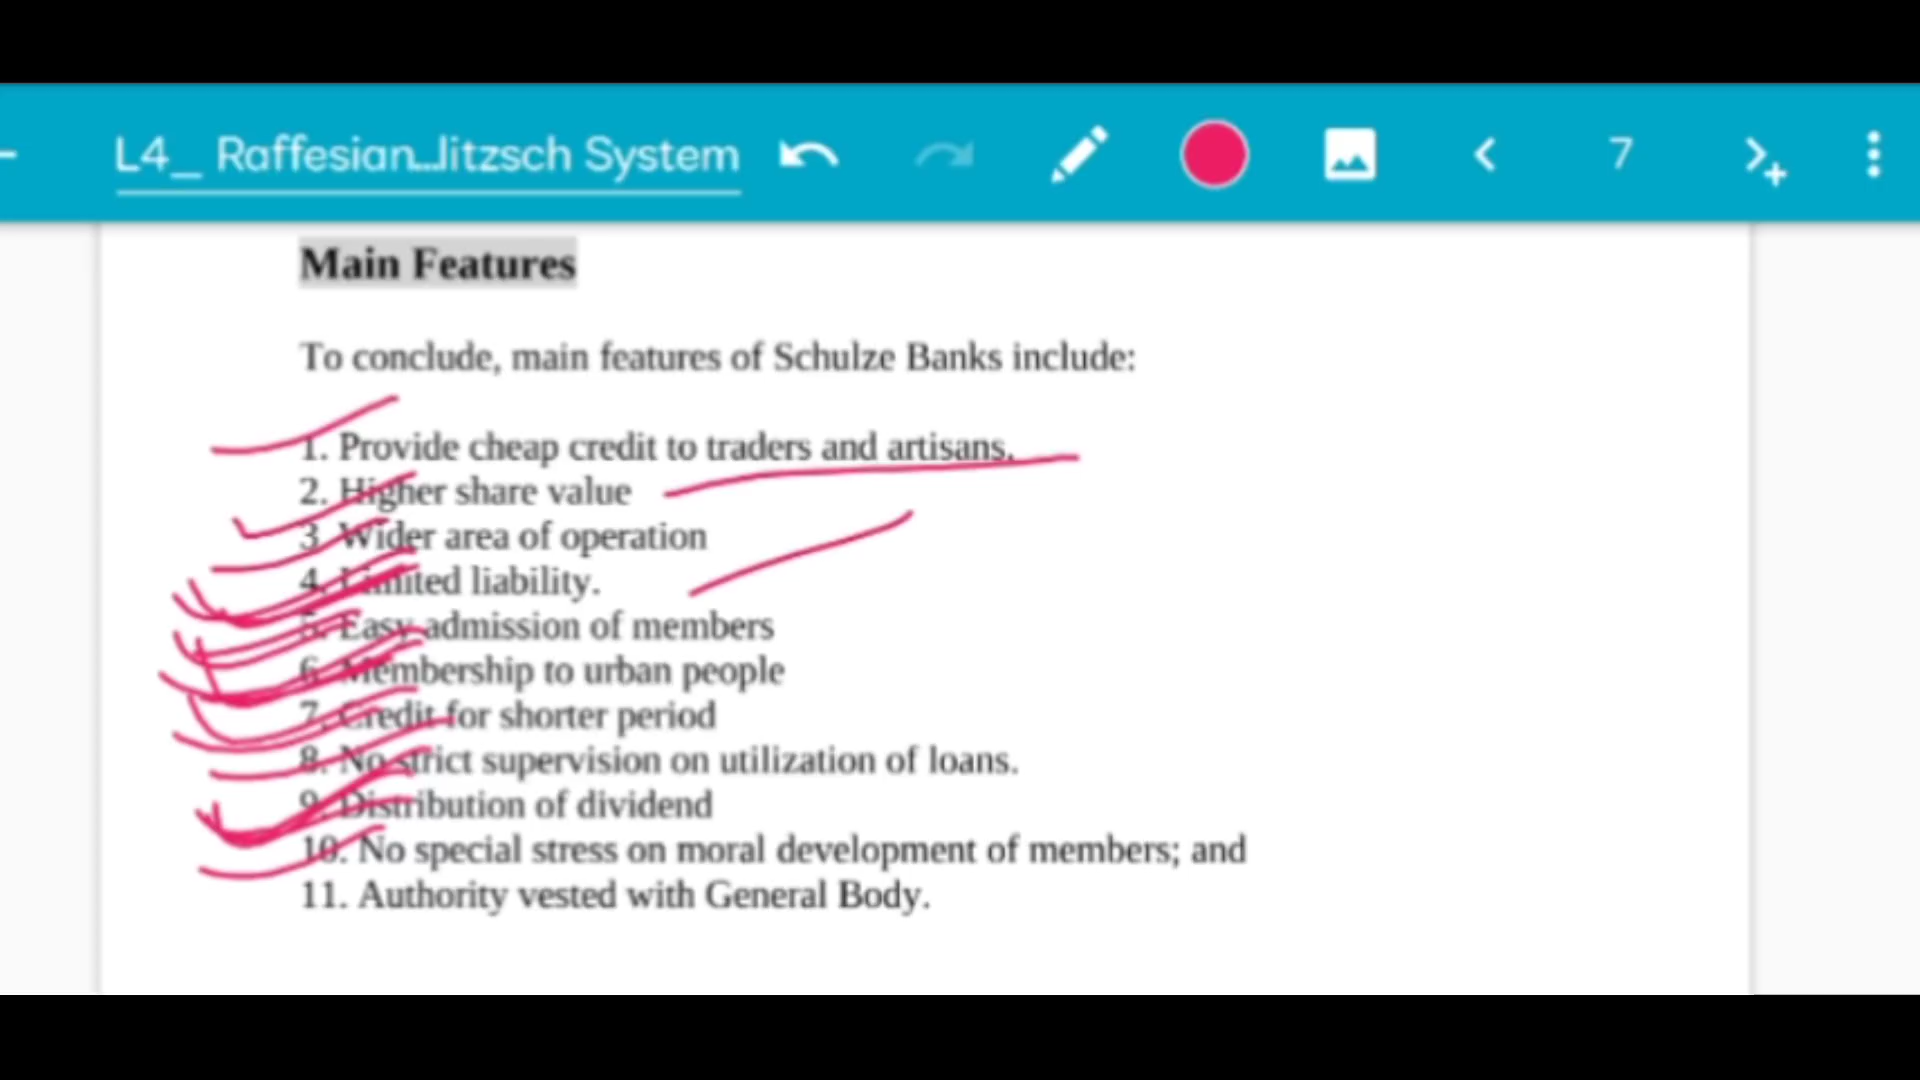 L4_ Raffesian...litzsch System
7
Main Features
To conclude, main features of Schulze Banks include:
1. Provide cheap credit to traders and artisans.
2. Higher share value
3. Wider area of operation
4. Limited liability.
5. Easy admission of members
6. Membership to urban people
7. Credit for shorter period
8. No strict supervision on utilization of loans.
9. Distribution of dividend
10. No special stress on moral development of members; and
11. Authority vested with General Body.